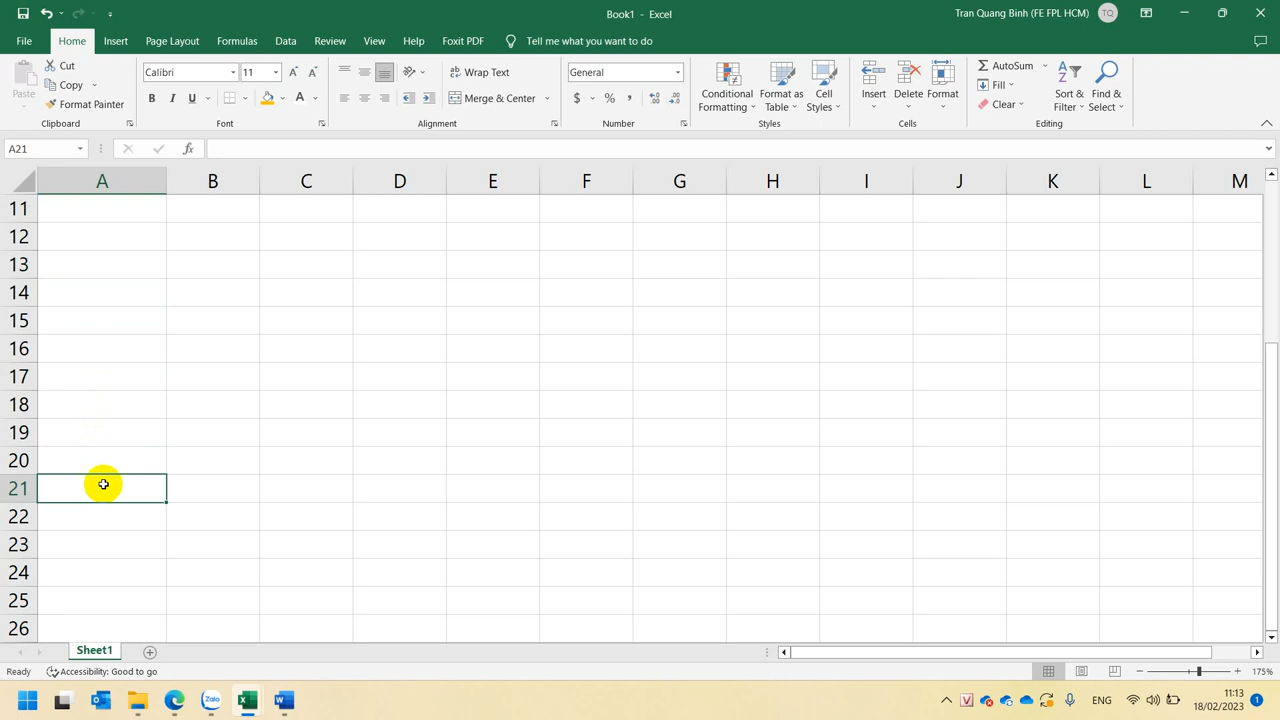 Book1 - Excel
Tran Quang Binh (FE FPL HCM) TQ
File Home Insert Page Layout Formulas Data Review View Help Foxit PDF Tell me what you want to do
Paste
Cut
Copy
Format Painter
Clipboard
Calibri 11
B I U A
Font
Wrap Text
Merge & Center
Alignment
General
$ % ,
Number
Conditional Formatting
Format as Table
Cell Styles
Styles
Insert Delete Format
Cells
AutoSum
Fill
Clear
Sort & Filter
Find & Select
Editing
A21 fx
A B C D E F G H I J K L M
11
12
13
14
15
16
17
18
19
20
21
22
23
24
25
26
Sheet1
Ready Accessibility: Good to go 175%
Zalo V ENG 11:13
18/02/2023 1